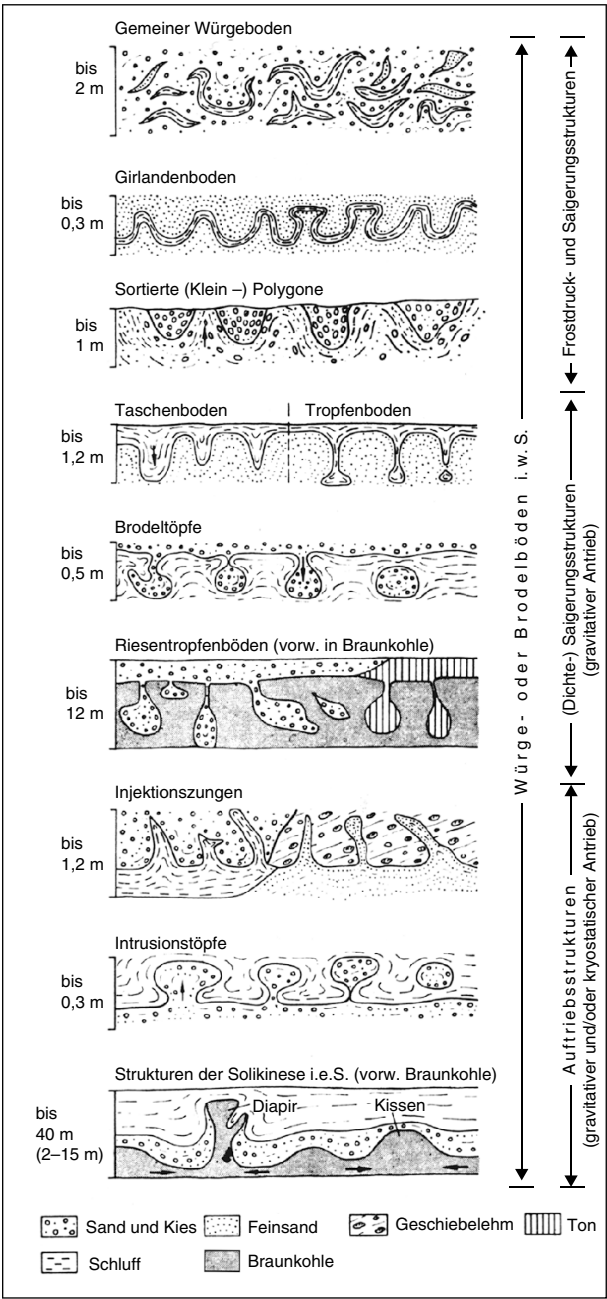 Gemeiner Würgeboden
bis
2 m
Girlandenboden
bis
0,3 m
Sortierte (Klein –) Polygone
bis
1 m
Taschenboden
Tropfenboden
bis
1,2 m
Brodeltöpfe
bis
0,5 m
Riesentropfenböden (vorw. in Braunkohle)
bis
12 m
Injektionszungen
bis
1,2 m
Intrusionstöpfe
bis
0,3 m
Strukturen der Solikinese i.e.S. (vorw. Braunkohle)
bis
40 m
(2–15 m)
Diapir
Kissen
Würge- oder Brodelböden i.w.S.
Frostdruck- und Saigerungsstrukturen
(Dichte-) Saigerungsstrukturen
(gravitativer Antrieb)
Auftriebsstrukturen
(gravitativer und/oder kryostatischer Antrieb)
Sand und Kies
Feinsand
Geschiebelehm
Ton
Schluff
Braunkohle